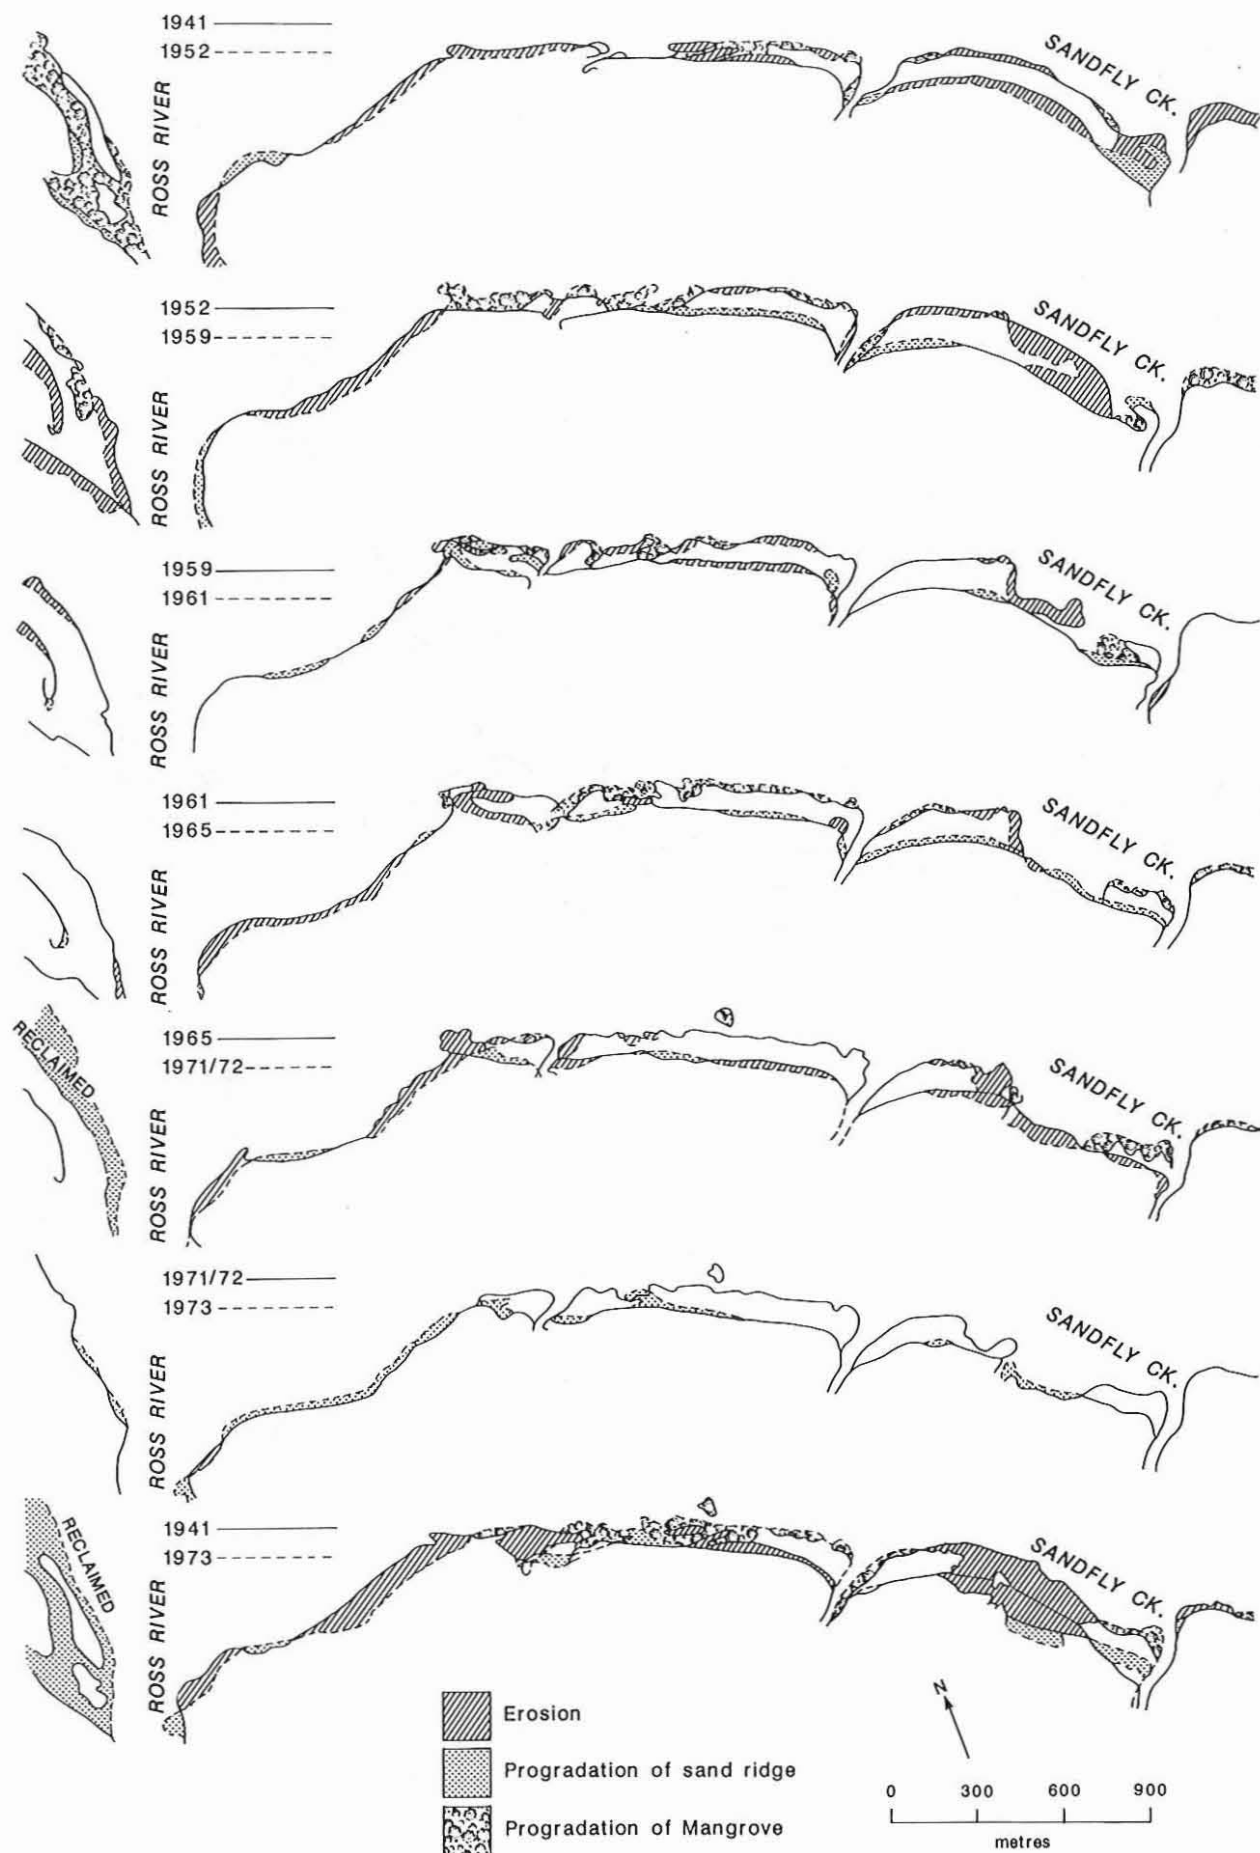 1941
1952
ROSS RIVER
SANDFLY CK.
1952
1959
ROSS RIVER
SANDFLY CK.
1959
1961
ROSS RIVER
SANDFLY CK.
1961
1965
ROSS RIVER
SANDFLY CK.
RECLAIMED
1965
1971/72
ROSS RIVER
SANDFLY CK.
1971/72
1973
ROSS RIVER
SANDFLY CK.
RECLAIMED
1941
1973
ROSS RIVER
SANDFLY CK.
N
Erosion
Progradation of sand ridge
Progradation of Mangrove
0 300 600 900
metres